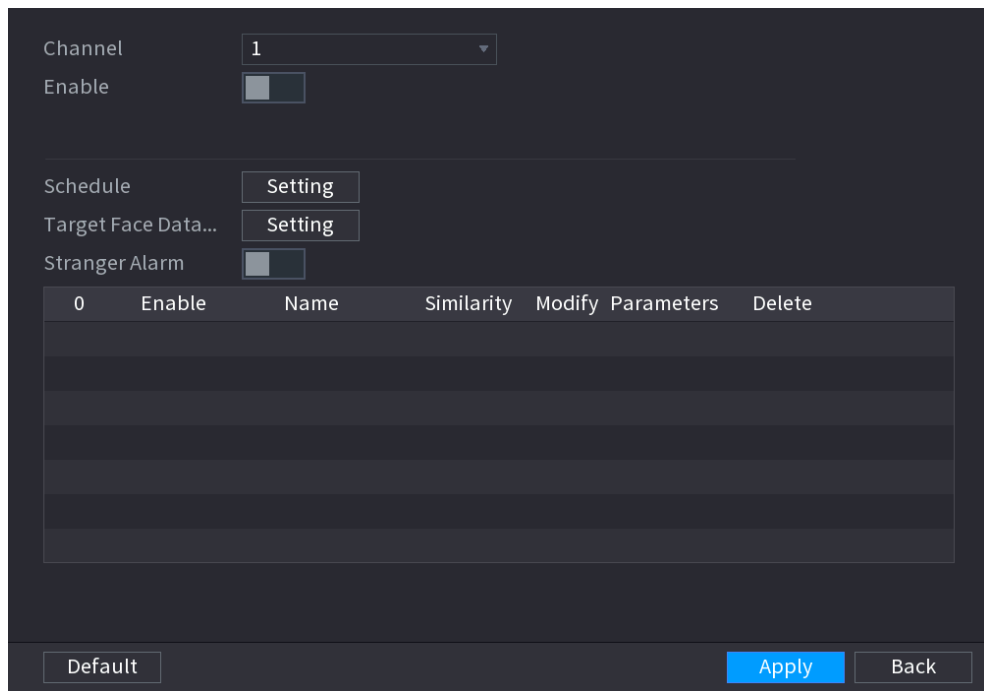 Channel 1
Enable
Schedule Setting
Target Face Data... Setting
Stranger Alarm
0 Enable Name Similarity Modify Parameters Delete
Default Apply Back